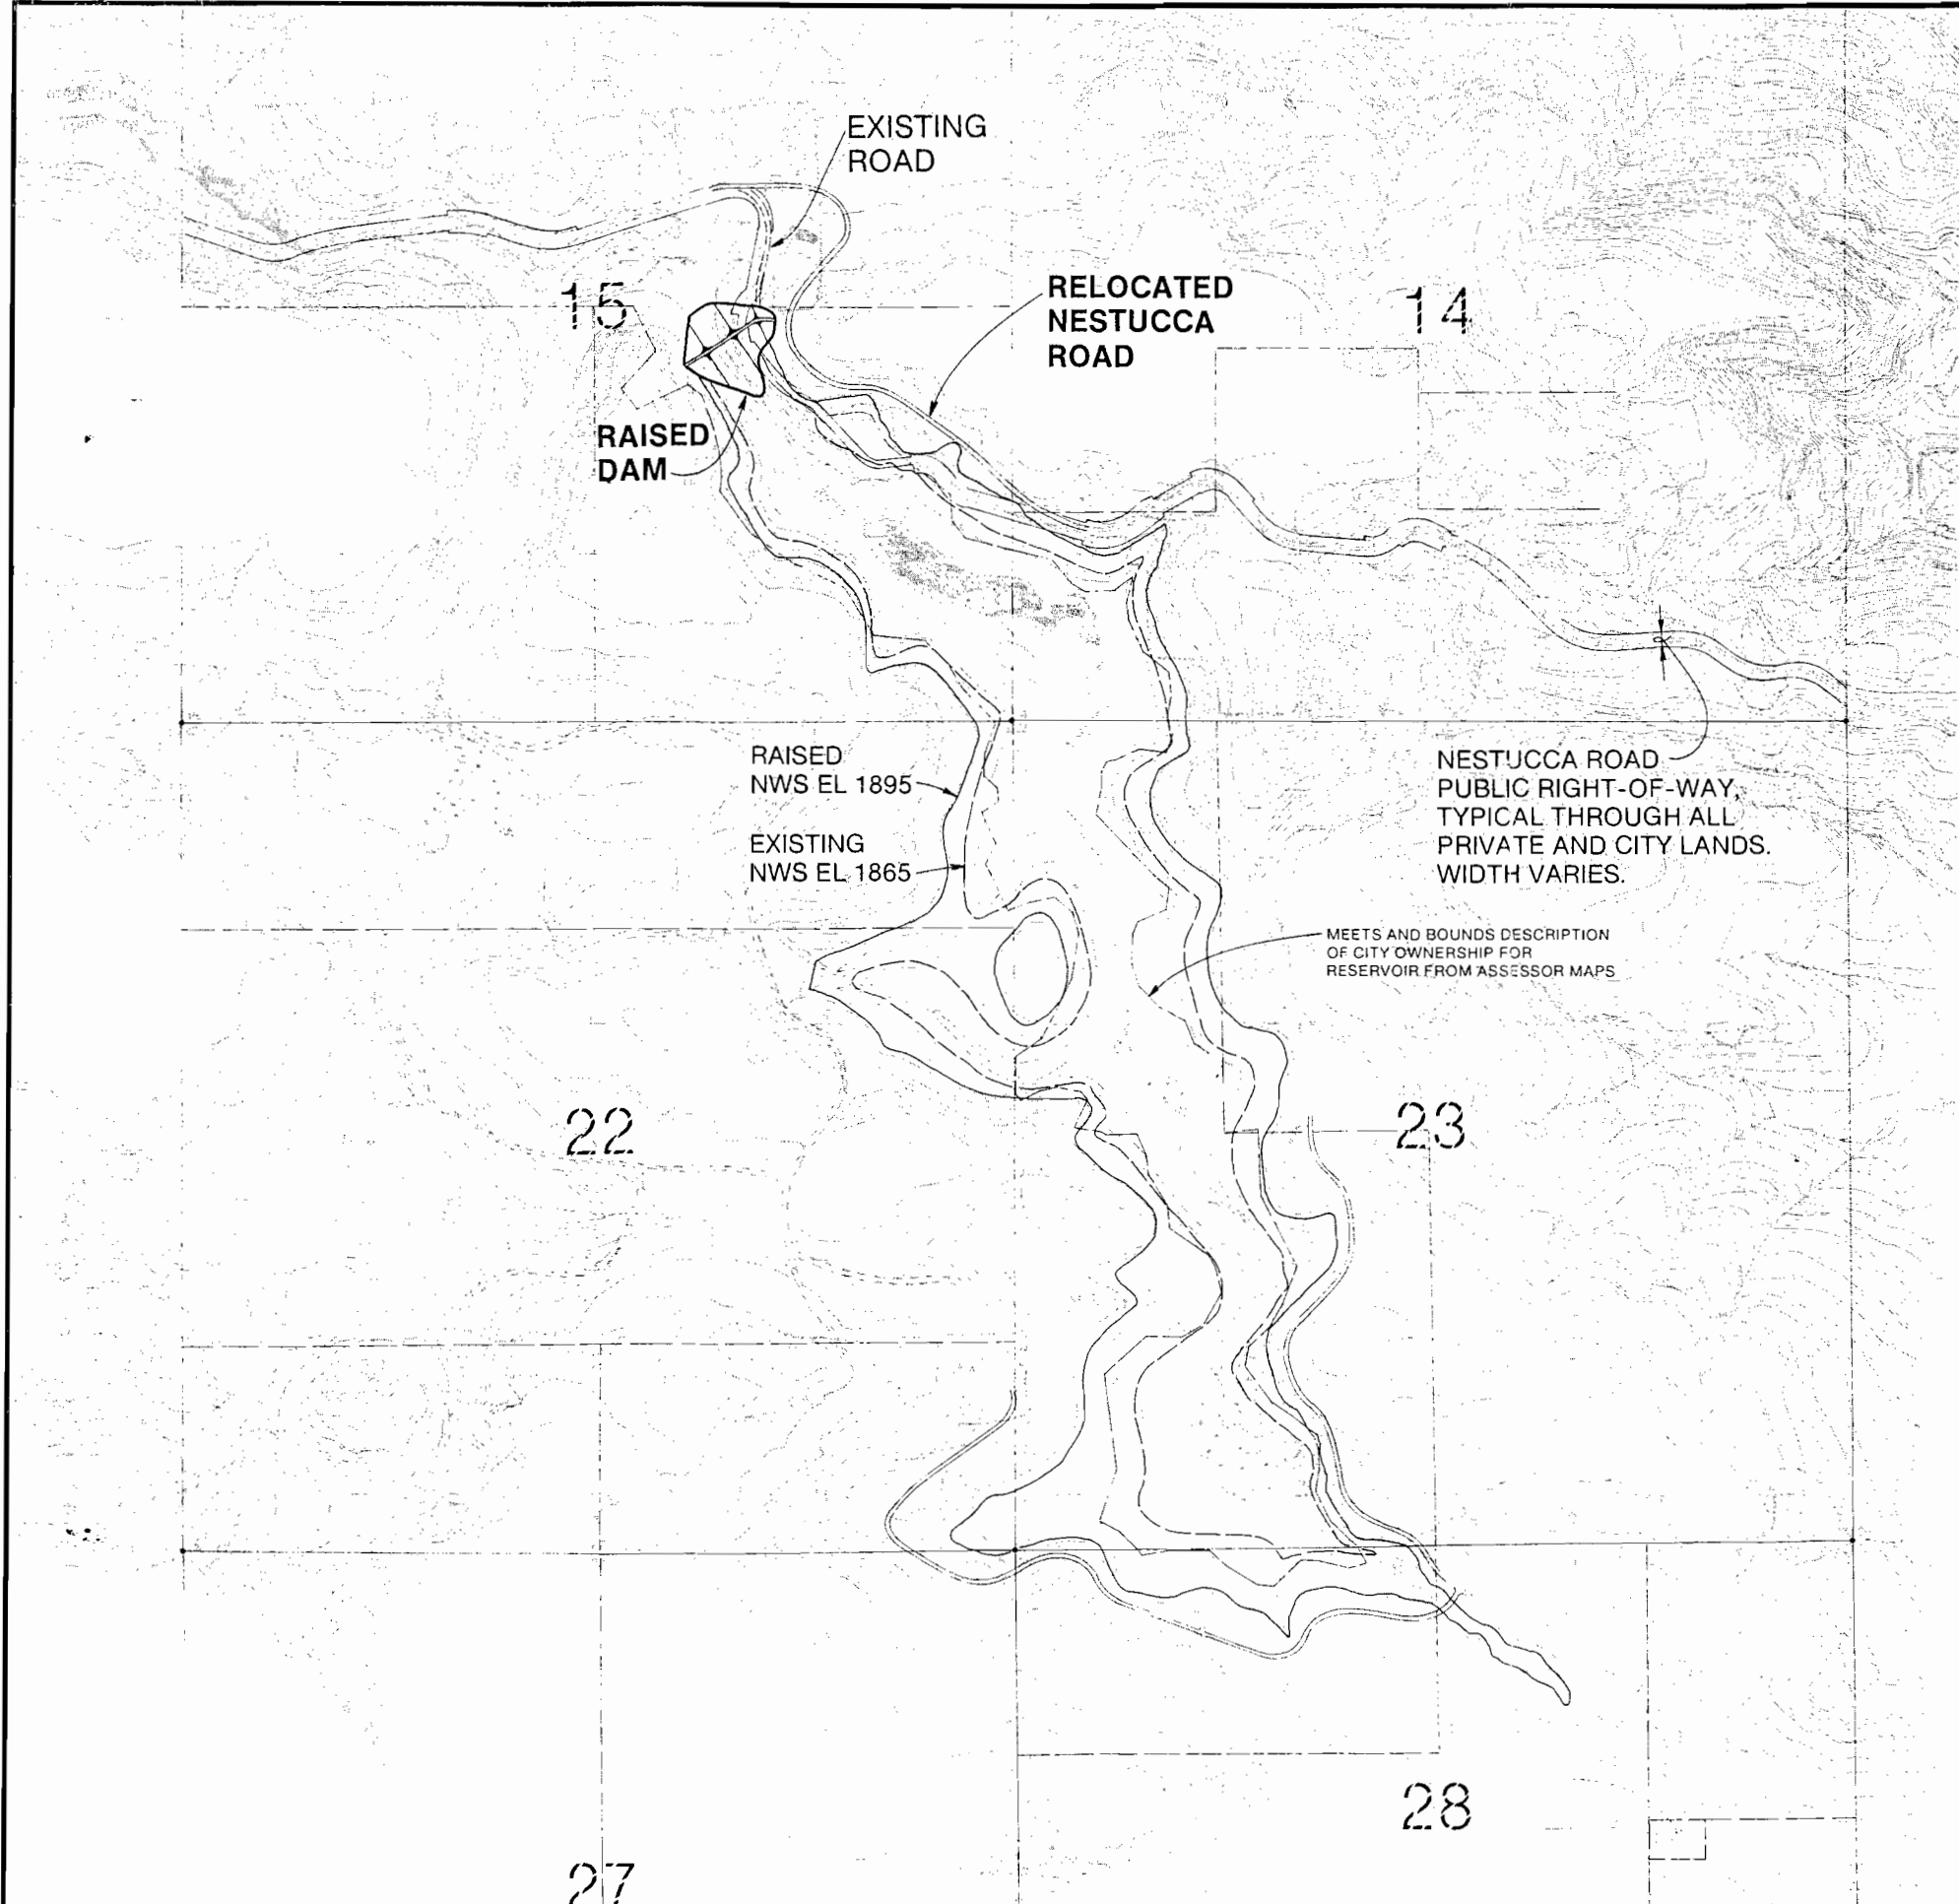 EXISTING
ROAD
15
RELOCATED
NESTUCCA
ROAD
14
RAISED
DAM
RAISED
NWS EL 1895
EXISTING
NWS EL 1865
NESTUCCA ROAD
PUBLIC RIGHT-OF-WAY,
TYPICAL THROUGH ALL
PRIVATE AND CITY LANDS.
WIDTH VARIES.
MEETS AND BOUNDS DESCRIPTION
OF CITY OWNERSHIP FOR
RESERVOIR FROM ASSESSOR MAPS
22
23
28
27